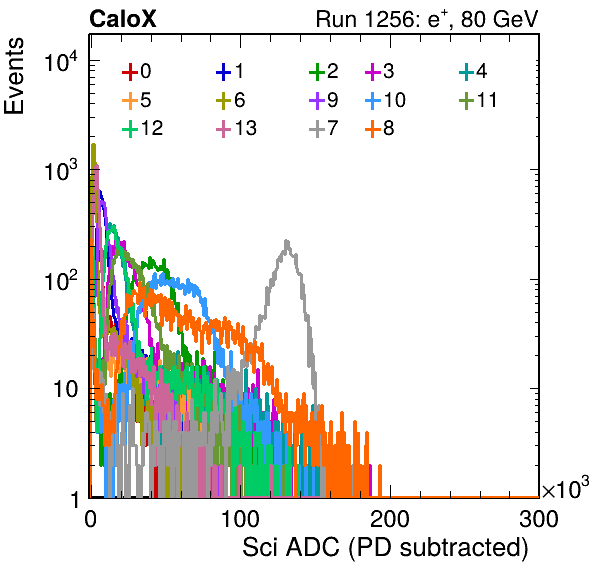 CaloX Run 1256: e⁺, 80 GeV
Events
10⁴
10³
10²
10
1
0 1 2 3 4
5 6 9 10 11
12 13 7 8
0 100 200 300
×10³
Sci ADC (PD subtracted)